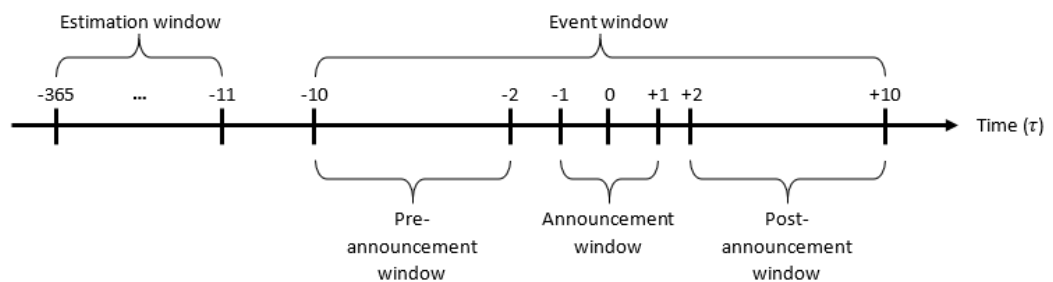 Estimation window
Event window
-365 ... -11 -10 -2 -1 0 +1 +2 +10
Time (τ)
Pre-
announcement
window
Announcement
window
Post-
announcement
window